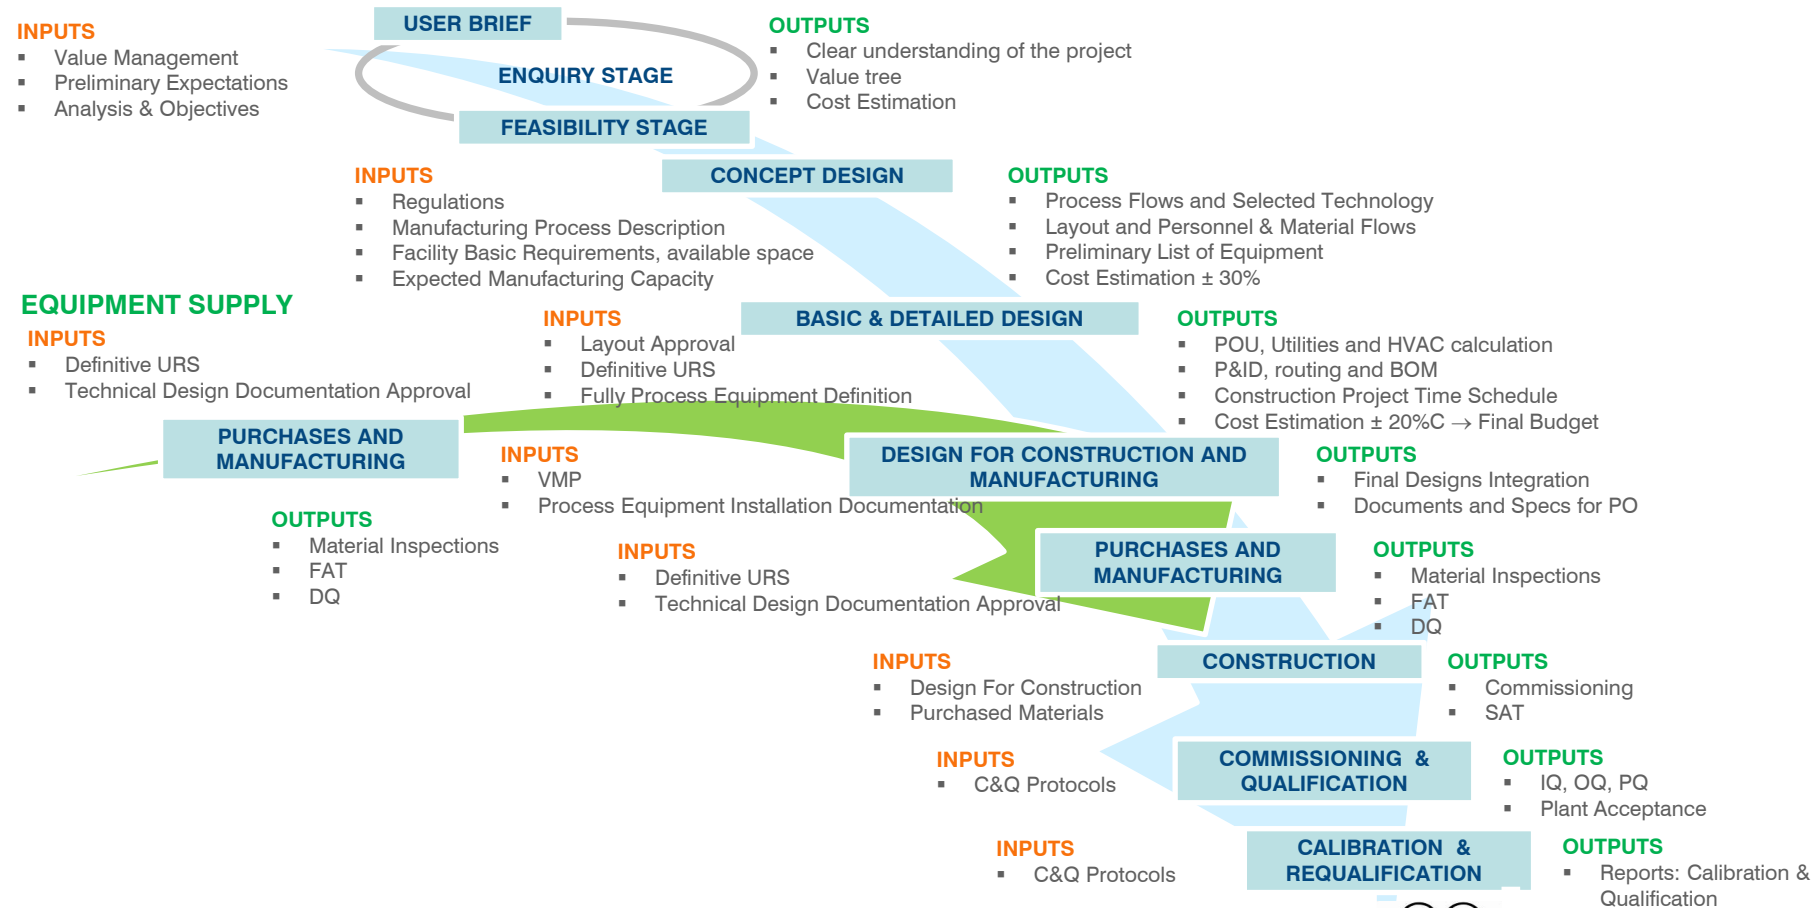 USER BRIEF
INPUTS
▪ Value Management
▪ Preliminary Expectations
▪ Analysis & Objectives
ENQUIRY STAGE
OUTPUTS
▪ Clear understanding of the project
▪ Value tree
▪ Cost Estimation
FEASIBILITY STAGE
CONCEPT DESIGN
INPUTS
▪ Regulations
▪ Manufacturing Process Description
▪ Facility Basic Requirements, available space
▪ Expected Manufacturing Capacity
OUTPUTS
▪ Process Flows and Selected Technology
▪ Layout and Personnel & Material Flows
▪ Preliminary List of Equipment
▪ Cost Estimation ± 30%
EQUIPMENT SUPPLY
INPUTS
▪ Definitive URS
▪ Technical Design Documentation Approval
PURCHASES AND
MANUFACTURING
OUTPUTS
▪ Material Inspections
▪ FAT
▪ DQ
BASIC & DETAILED DESIGN
INPUTS
▪ Layout Approval
▪ Definitive URS
▪ Fully Process Equipment Definition
OUTPUTS
▪ POU, Utilities and HVAC calculation
▪ P&ID, routing and BOM
▪ Construction Project Time Schedule
▪ Cost Estimation ± 20%C → Final Budget
DESIGN FOR CONSTRUCTION AND
MANUFACTURING
INPUTS
▪ VMP
▪ Process Equipment Installation Documentation
OUTPUTS
▪ Final Designs Integration
▪ Documents and Specs for PO
PURCHASES AND
MANUFACTURING
INPUTS
▪ Definitive URS
▪ Technical Design Documentation Approval
OUTPUTS
▪ Material Inspections
▪ FAT
▪ DQ
CONSTRUCTION
INPUTS
▪ Design For Construction
▪ Purchased Materials
OUTPUTS
▪ Commissioning
▪ SAT
COMMISSIONING &
QUALIFICATION
INPUTS
▪ C&Q Protocols
OUTPUTS
▪ IQ, OQ, PQ
▪ Plant Acceptance
CALIBRATION &
REQUALIFICATION
INPUTS
▪ C&Q Protocols
OUTPUTS
▪ Reports: Calibration &
Qualification